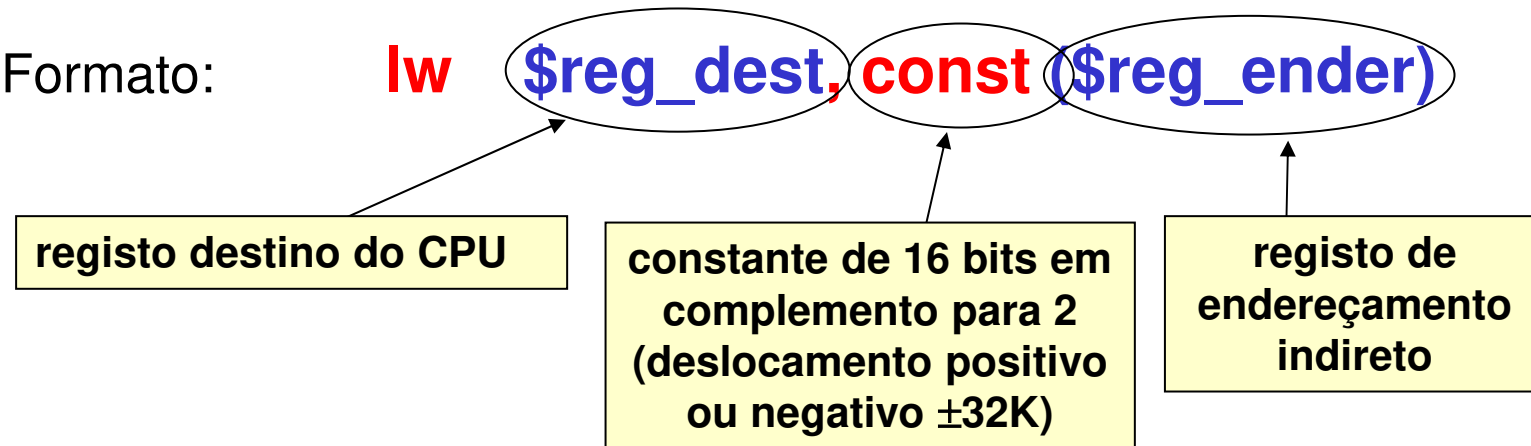 Formato: lw $reg_dest, const ($reg_ender)
registo destino do CPU
constante de 16 bits em
complemento para 2
(deslocamento positivo
ou negativo ±32K)
registo de
endereçamento
indireto